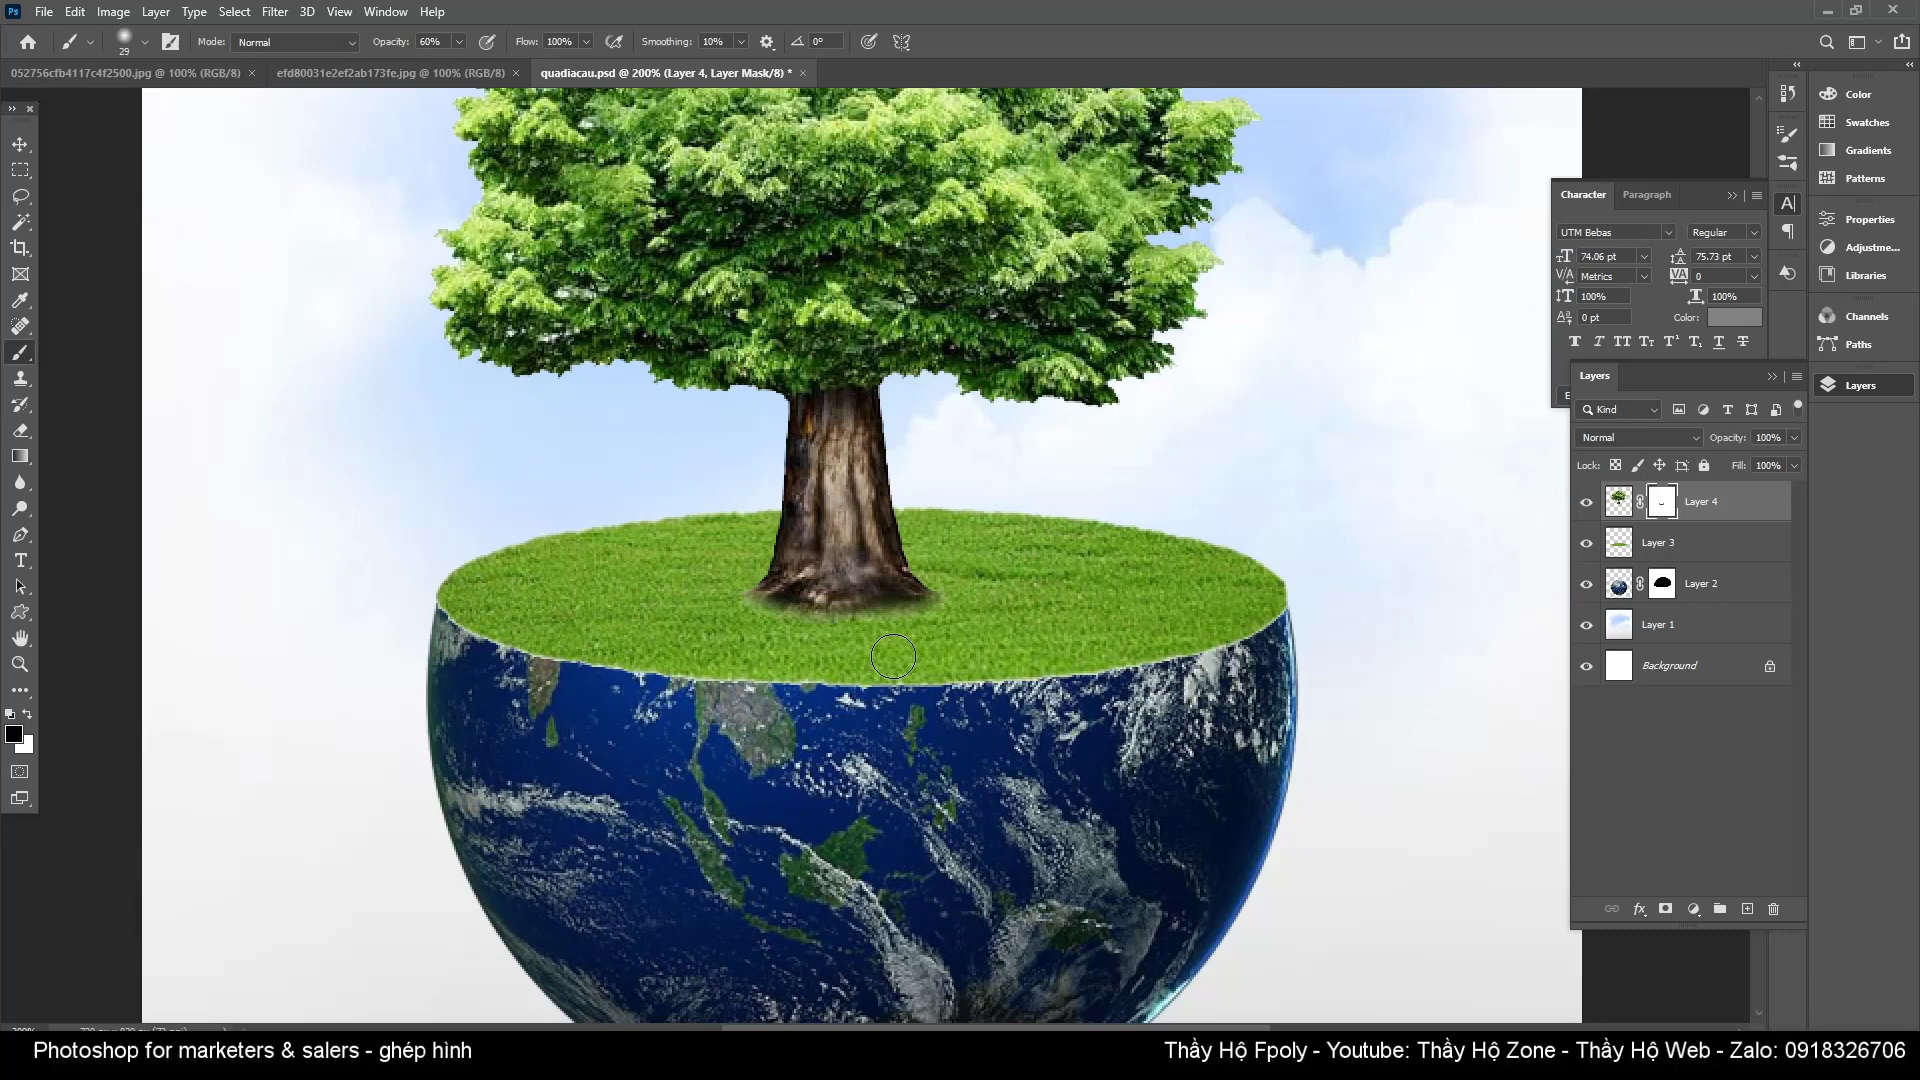 Ps File Edit Image Layer Type Select Filter 3D View Window Help
29 Mode: Normal Opacity: 60% Flow: 100% Smoothing: 10% 0°
052756cfb4117c4f2500.jpg @ 100% (RGB/8) × efd80031e2ef2ab173fe.jpg @ 100% (RGB/8) × quadiacau.psd @ 200% (Layer 4, Layer Mask/8) * ×
Color
Swatches
Gradients
Patterns
Properties
Adjustme...
Libraries
Channels
Paths
Layers
Character Paragraph
UTM Bebas Regular
74.06 pt 75.73 pt
Metrics 0
100% 100%
0 pt Color:
Layers
Kind
Normal Opacity: 100%
Lock: Fill: 100%
Layer 4
Layer 3
Layer 2
Layer 1
Background
Photoshop for marketers & salers - ghép hình
Thầy Hộ Fpoly - Youtube: Thầy Hộ Zone - Thầy Hộ Web - Zalo: 0918326706